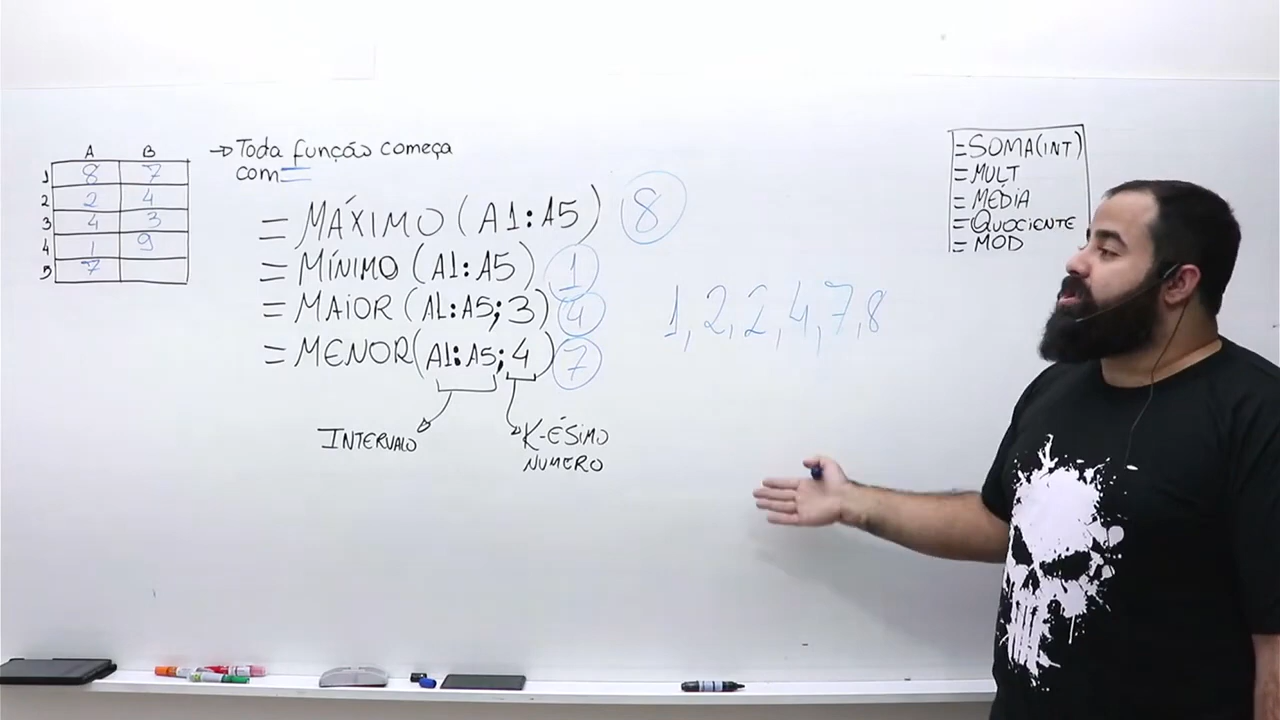 A B
1 8 7
2 2 4
3 4 3
4 1 9
5 7
→ Toda função começa
com =
= MÁXIMO (A1:A5) 8
= MÍNIMO (A1:A5) 1
= MAIOR (A1:A5;3) 4
= MENOR(A1:A5;4) 7
INTERVALO
K-ÉSIMO
NUMERO
1, 2, 2, 4, 7, 8
=SOMA(INT)
=MULT
=MÉDIA
=QUOCIENTE
=MOD